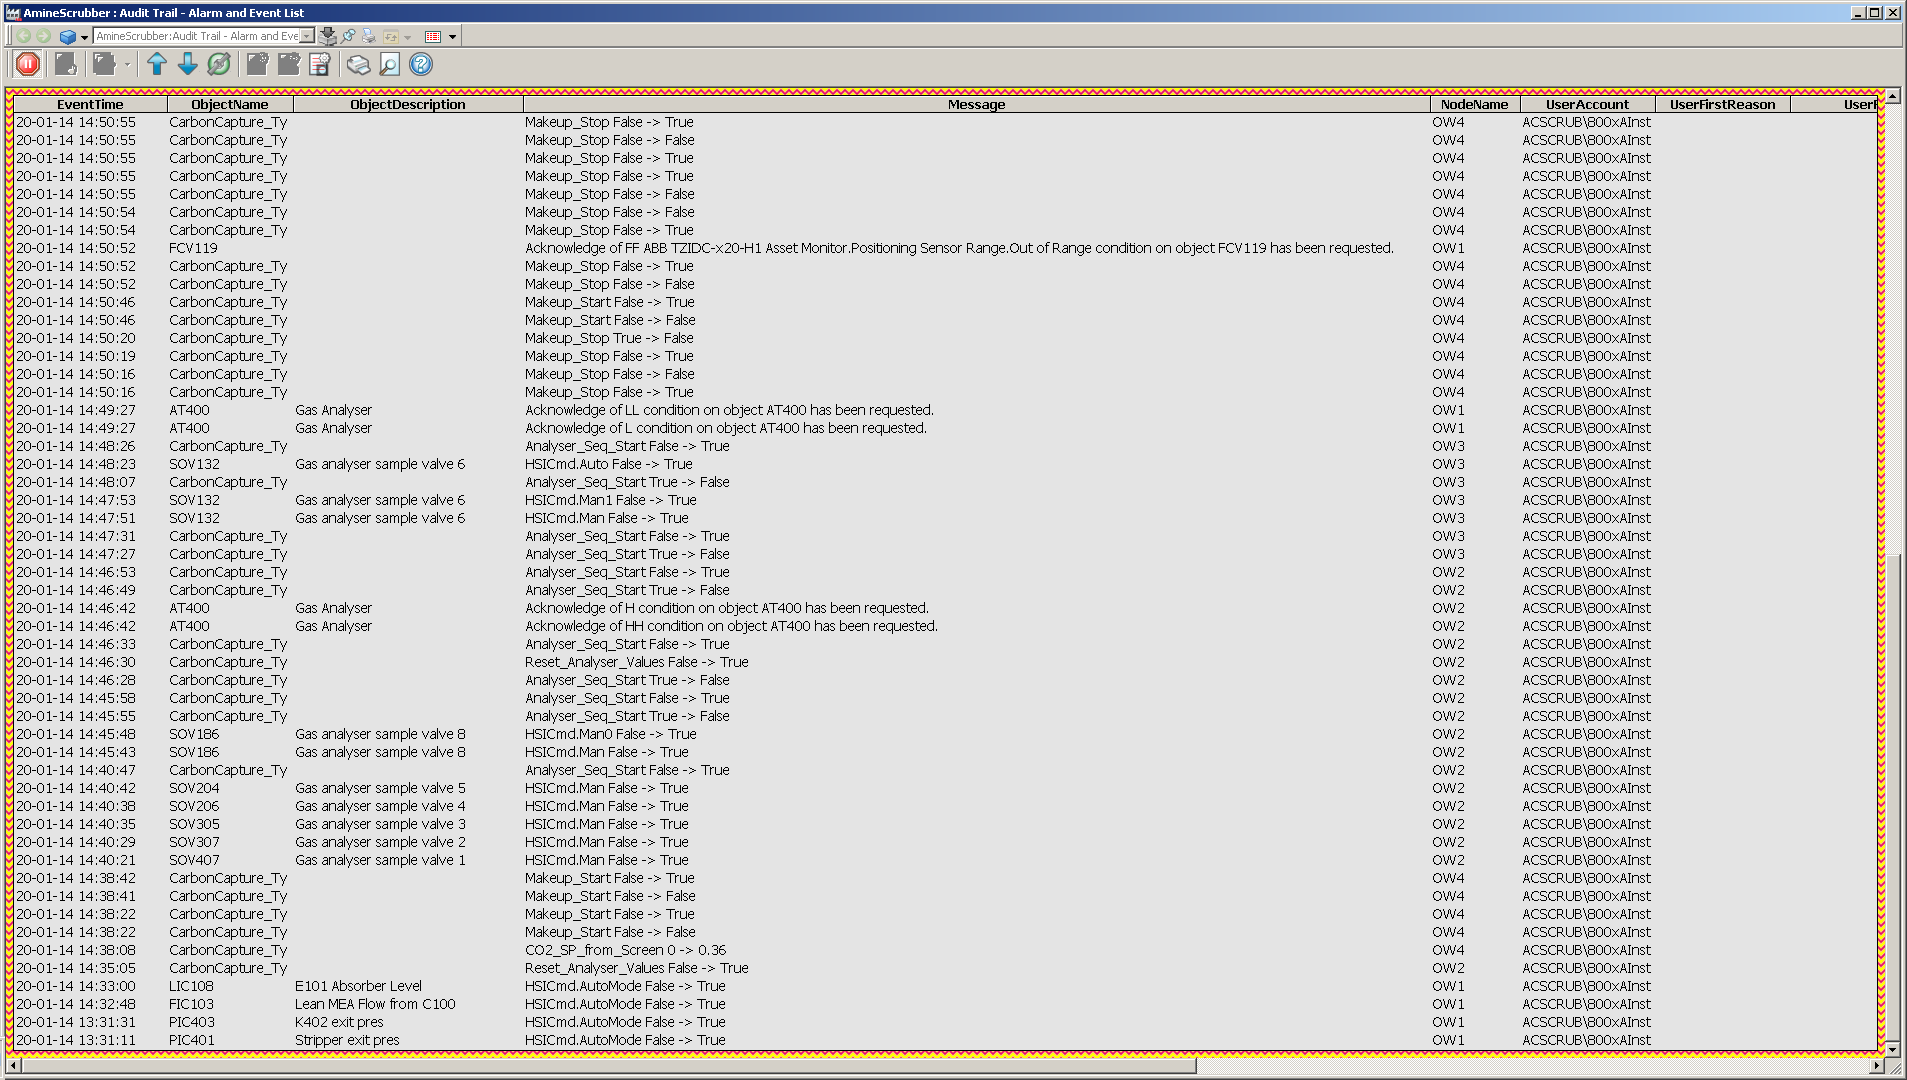 AmineScrubber : Audit Trail - Alarm and Event List
AmineScrubber:Audit Trail - Alarm and Eve
EventTime ObjectName ObjectDescription Message NodeName UserAccount UserFirstReason
20-01-14 14:50:55 CarbonCapture_Ty Makeup_Stop False -> True OW4 ACSCRUB\800xAInst
20-01-14 14:50:55 CarbonCapture_Ty Makeup_Stop False -> False OW4 ACSCRUB\800xAInst
20-01-14 14:50:55 CarbonCapture_Ty Makeup_Stop False -> True OW4 ACSCRUB\800xAInst
20-01-14 14:50:55 CarbonCapture_Ty Makeup_Stop False -> True OW4 ACSCRUB\800xAInst
20-01-14 14:50:55 CarbonCapture_Ty Makeup_Stop False -> False OW4 ACSCRUB\800xAInst
20-01-14 14:50:54 CarbonCapture_Ty Makeup_Stop False -> False OW4 ACSCRUB\800xAInst
20-01-14 14:50:54 CarbonCapture_Ty Makeup_Stop False -> True OW4 ACSCRUB\800xAInst
20-01-14 14:50:52 FCV119 Acknowledge of FF ABB TZIDC-x20-H1 Asset Monitor.Positioning Sensor Range.Out of Range condition on object FCV119 has been requested. OW1 ACSCRUB\800xAInst
20-01-14 14:50:52 CarbonCapture_Ty Makeup_Stop False -> True OW4 ACSCRUB\800xAInst
20-01-14 14:50:52 CarbonCapture_Ty Makeup_Stop False -> False OW4 ACSCRUB\800xAInst
20-01-14 14:50:46 CarbonCapture_Ty Makeup_Start False -> True OW4 ACSCRUB\800xAInst
20-01-14 14:50:46 CarbonCapture_Ty Makeup_Start False -> False OW4 ACSCRUB\800xAInst
20-01-14 14:50:20 CarbonCapture_Ty Makeup_Stop True -> False OW4 ACSCRUB\800xAInst
20-01-14 14:50:19 CarbonCapture_Ty Makeup_Stop False -> True OW4 ACSCRUB\800xAInst
20-01-14 14:50:16 CarbonCapture_Ty Makeup_Stop False -> False OW4 ACSCRUB\800xAInst
20-01-14 14:50:16 CarbonCapture_Ty Makeup_Stop False -> True OW4 ACSCRUB\800xAInst
20-01-14 14:49:27 AT400 Gas Analyser Acknowledge of LL condition on object AT400 has been requested. OW1 ACSCRUB\800xAInst
20-01-14 14:49:27 AT400 Gas Analyser Acknowledge of L condition on object AT400 has been requested. OW1 ACSCRUB\800xAInst
20-01-14 14:48:26 CarbonCapture_Ty Analyser_Seq_Start False -> True OW3 ACSCRUB\800xAInst
20-01-14 14:48:23 SOV132 Gas analyser sample valve 6 HSICmd.Auto False -> True OW3 ACSCRUB\800xAInst
20-01-14 14:48:07 CarbonCapture_Ty Analyser_Seq_Start True -> False OW3 ACSCRUB\800xAInst
20-01-14 14:47:53 SOV132 Gas analyser sample valve 6 HSICmd.Man1 False -> True OW3 ACSCRUB\800xAInst
20-01-14 14:47:51 SOV132 Gas analyser sample valve 6 HSICmd.Man False -> True OW3 ACSCRUB\800xAInst
20-01-14 14:47:31 CarbonCapture_Ty Analyser_Seq_Start False -> True OW3 ACSCRUB\800xAInst
20-01-14 14:47:27 CarbonCapture_Ty Analyser_Seq_Start True -> False OW3 ACSCRUB\800xAInst
20-01-14 14:46:53 CarbonCapture_Ty Analyser_Seq_Start False -> True OW2 ACSCRUB\800xAInst
20-01-14 14:46:49 CarbonCapture_Ty Analyser_Seq_Start True -> False OW2 ACSCRUB\800xAInst
20-01-14 14:46:42 AT400 Gas Analyser Acknowledge of H condition on object AT400 has been requested. OW2 ACSCRUB\800xAInst
20-01-14 14:46:42 AT400 Gas Analyser Acknowledge of HH condition on object AT400 has been requested. OW2 ACSCRUB\800xAInst
20-01-14 14:46:33 CarbonCapture_Ty Analyser_Seq_Start False -> True OW2 ACSCRUB\800xAInst
20-01-14 14:46:30 CarbonCapture_Ty Reset_Analyser_Values False -> True OW2 ACSCRUB\800xAInst
20-01-14 14:46:28 CarbonCapture_Ty Analyser_Seq_Start True -> False OW2 ACSCRUB\800xAInst
20-01-14 14:45:58 CarbonCapture_Ty Analyser_Seq_Start False -> True OW2 ACSCRUB\800xAInst
20-01-14 14:45:55 CarbonCapture_Ty Analyser_Seq_Start True -> False OW2 ACSCRUB\800xAInst
20-01-14 14:45:48 SOV186 Gas analyser sample valve 8 HSICmd.Man0 False -> True OW2 ACSCRUB\800xAInst
20-01-14 14:45:43 SOV186 Gas analyser sample valve 8 HSICmd.Man False -> True OW2 ACSCRUB\800xAInst
20-01-14 14:40:47 CarbonCapture_Ty Analyser_Seq_Start False -> True OW2 ACSCRUB\800xAInst
20-01-14 14:40:42 SOV204 Gas analyser sample valve 5 HSICmd.Man False -> True OW2 ACSCRUB\800xAInst
20-01-14 14:40:38 SOV206 Gas analyser sample valve 4 HSICmd.Man False -> True OW2 ACSCRUB\800xAInst
20-01-14 14:40:35 SOV305 Gas analyser sample valve 3 HSICmd.Man False -> True OW2 ACSCRUB\800xAInst
20-01-14 14:40:29 SOV307 Gas analyser sample valve 2 HSICmd.Man False -> True OW2 ACSCRUB\800xAInst
20-01-14 14:40:21 SOV407 Gas analyser sample valve 1 HSICmd.Man False -> True OW2 ACSCRUB\800xAInst
20-01-14 14:38:42 CarbonCapture_Ty Makeup_Start False -> True OW4 ACSCRUB\800xAInst
20-01-14 14:38:41 CarbonCapture_Ty Makeup_Start False -> False OW4 ACSCRUB\800xAInst
20-01-14 14:38:22 CarbonCapture_Ty Makeup_Start False -> True OW4 ACSCRUB\800xAInst
20-01-14 14:38:22 CarbonCapture_Ty Makeup_Start False -> False OW4 ACSCRUB\800xAInst
20-01-14 14:38:08 CarbonCapture_Ty CO2_SP_from_Screen 0 -> 0.36 OW4 ACSCRUB\800xAInst
20-01-14 14:35:05 CarbonCapture_Ty Reset_Analyser_Values False -> True OW2 ACSCRUB\800xAInst
20-01-14 14:33:00 LIC108 E101 Absorber Level HSICmd.AutoMode False -> True OW1 ACSCRUB\800xAInst
20-01-14 14:32:48 FIC103 Lean MEA Flow from C100 HSICmd.AutoMode False -> True OW1 ACSCRUB\800xAInst
20-01-14 13:31:31 PIC403 K402 exit pres HSICmd.AutoMode False -> True OW1 ACSCRUB\800xAInst
20-01-14 13:31:11 PIC401 Stripper exit pres HSICmd.AutoMode False -> True OW1 ACSCRUB\800xAInst